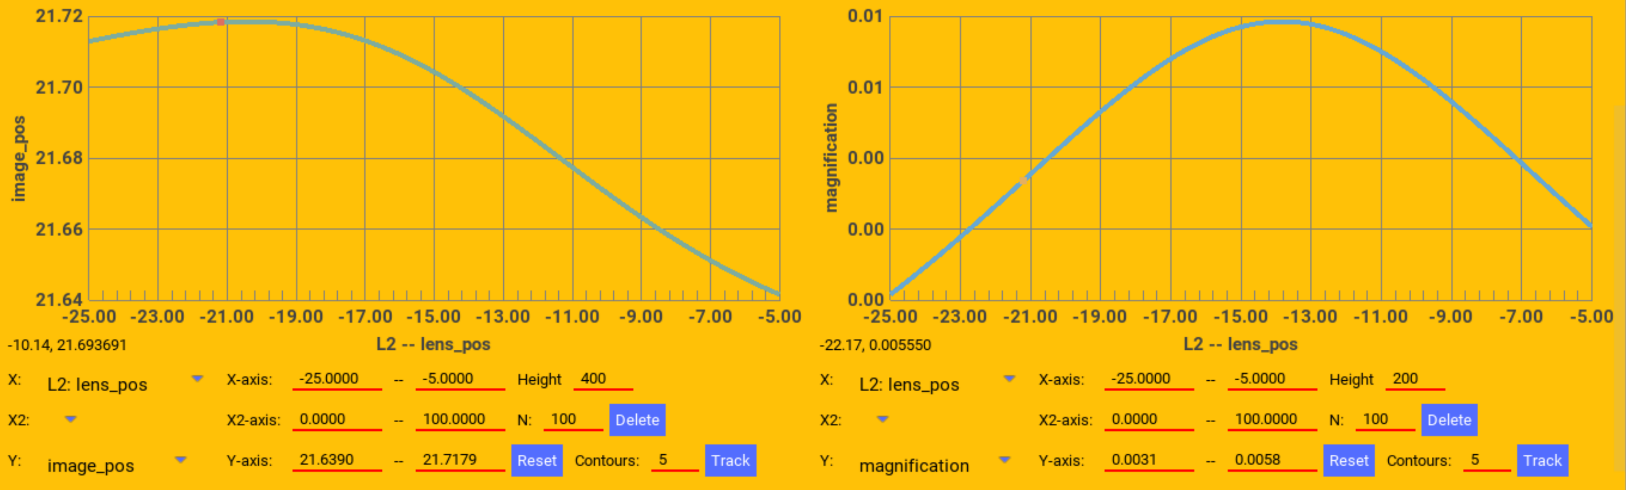 21.72
21.70
21.68
21.66
21.64
image_pos
-25.00 -23.00 -21.00 -19.00 -17.00 -15.00 -13.00 -11.00 -9.00 -7.00 -5.00
-10.14, 21.693691
L2 -- lens_pos
X: L2: lens_pos X-axis: -25.0000 -- -5.0000 Height 400
X2: X2-axis: 0.0000 -- 100.0000 N: 100 Delete
Y: image_pos Y-axis: 21.6390 -- 21.7179 Reset Contours: 5 Track
0.01
0.01
0.00
0.00
0.00
magnification
-25.00 -23.00 -21.00 -19.00 -17.00 -15.00 -13.00 -11.00 -9.00 -7.00 -5.00
-22.17, 0.005550
L2 -- lens_pos
X: L2: lens_pos X-axis: -25.0000 -- -5.0000 Height 200
X2: X2-axis: 0.0000 -- 100.0000 N: 100 Delete
Y: magnification Y-axis: 0.0031 -- 0.0058 Reset Contours: 5 Track